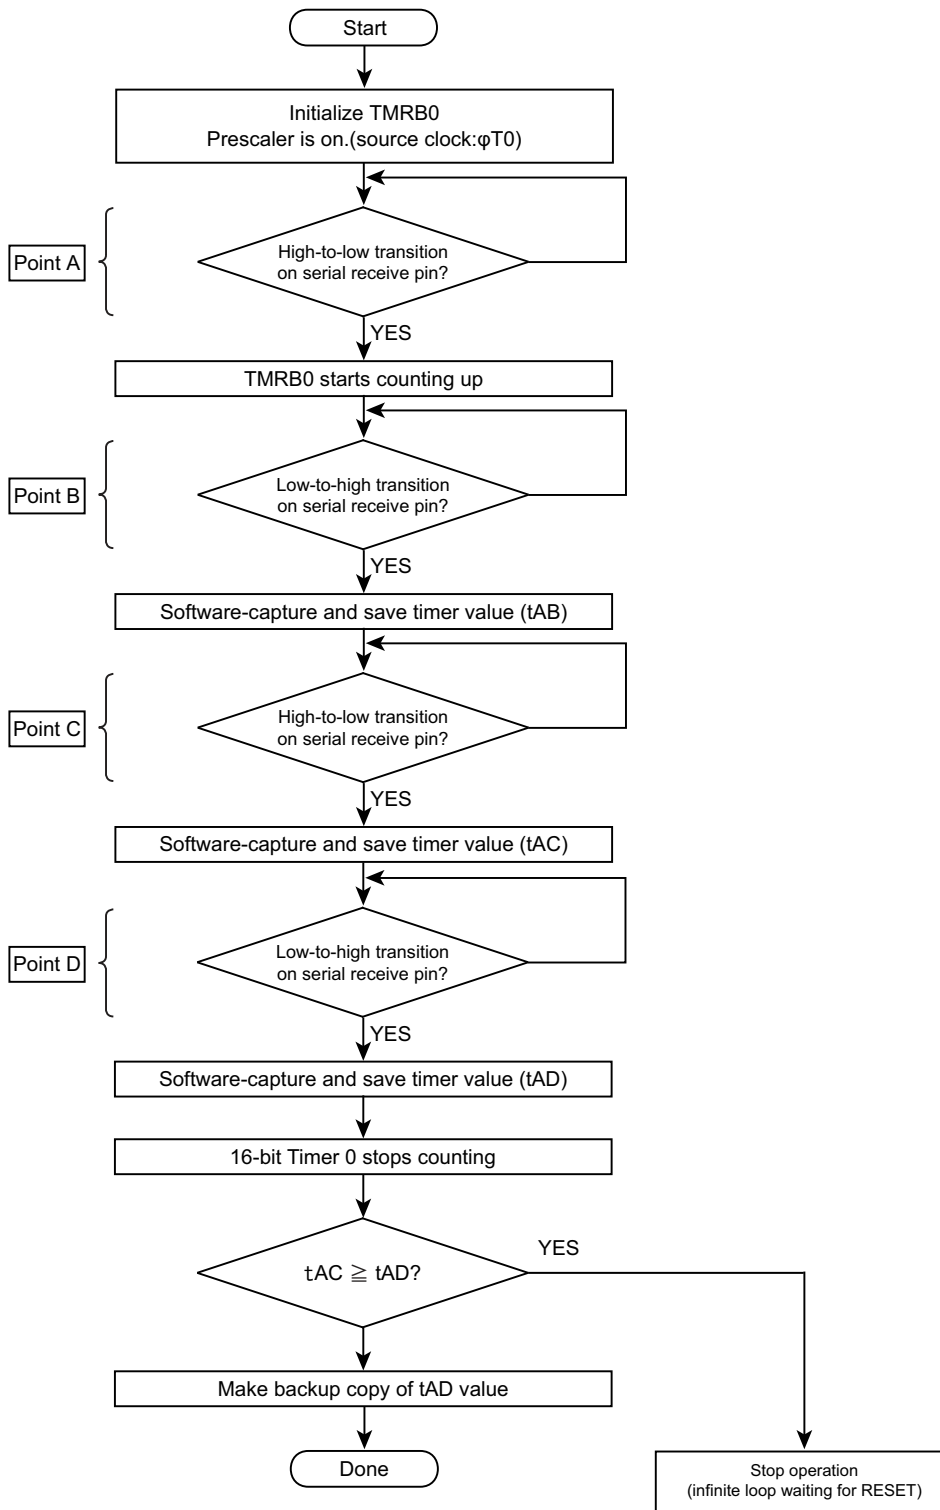 Start
Initialize TMRB0
Prescaler is on.(source clock:φT0)
Point A
High-to-low transition
on serial receive pin?
YES
TMRB0 starts counting up
Point B
Low-to-high transition
on serial receive pin?
YES
Software-capture and save timer value (tAB)
Point C
High-to-low transition
on serial receive pin?
YES
Software-capture and save timer value (tAC)
Point D
Low-to-high transition
on serial receive pin?
YES
Software-capture and save timer value (tAD)
16-bit Timer 0 stops counting
tAC ≧ tAD?
YES
Make backup copy of tAD value
Done
Stop operation
(infinite loop waiting for RESET)